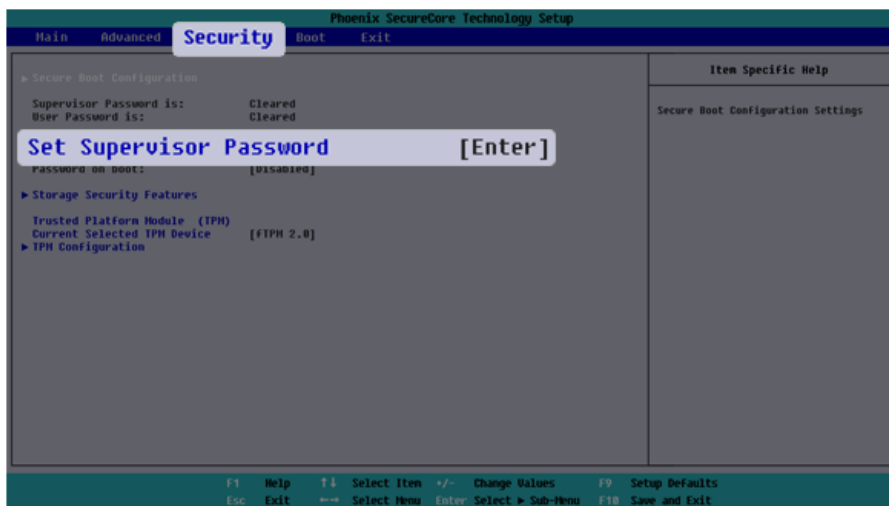 Phoenix SecureCore Technology Setup
Main Advanced Security Boot Exit
▶ Secure Boot Configuration
Item Specific Help
Supervisor Password is: Cleared
User Password is: Cleared
Secure Boot Configuration Settings
Set Supervisor Password [Enter]
Password on boot: [Disabled]
▶ Storage Security Features
Trusted Platform Module (TPM)
Current Selected TPM Device [fTPM 2.0]
▶ TPM Configuration
F1 Help ↑↓ Select Item +/- Change Values F9 Setup Defaults
Esc Exit ←→ Select Menu Enter Select ▶ Sub-Menu F10 Save and Exit